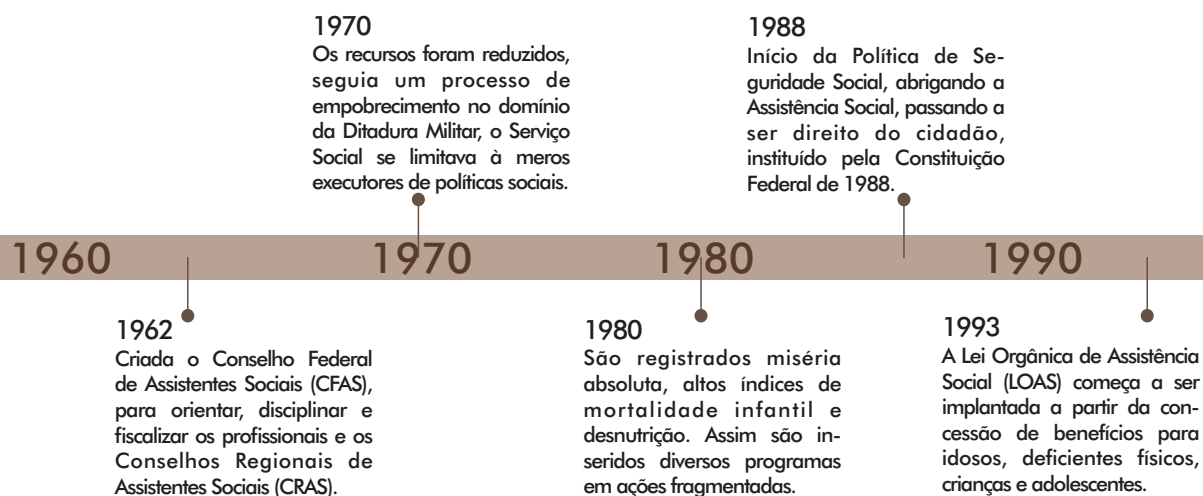 1970
Os recursos foram reduzidos,
seguia um processo de
empobrecimento no domínio
da Ditadura Militar, o Serviço
Social se limitava à meros
executores de políticas sociais.
1988
Início da Política de Se-
guridade Social, abrigando a
Assistência Social, passando a
ser direito do cidadão,
instituído pela Constituição
Federal de 1988.
1960
1970
1980
1990
1962
Criada o Conselho Federal
de Assistentes Sociais (CFAS),
para orientar, disciplinar e
fiscalizar os profissionais e os
Conselhos Regionais de
Assistentes Sociais (CRAS).
1980
São registrados miséria
absoluta, altos índices de
mortalidade infantil e
desnutrição. Assim são in-
seridos diversos programas
em ações fragmentadas.
1993
A Lei Orgânica de Assistência
Social (LOAS) começa a ser
implantada a partir da con-
cessão de benefícios para
idosos, deficientes físicos,
crianças e adolescentes.